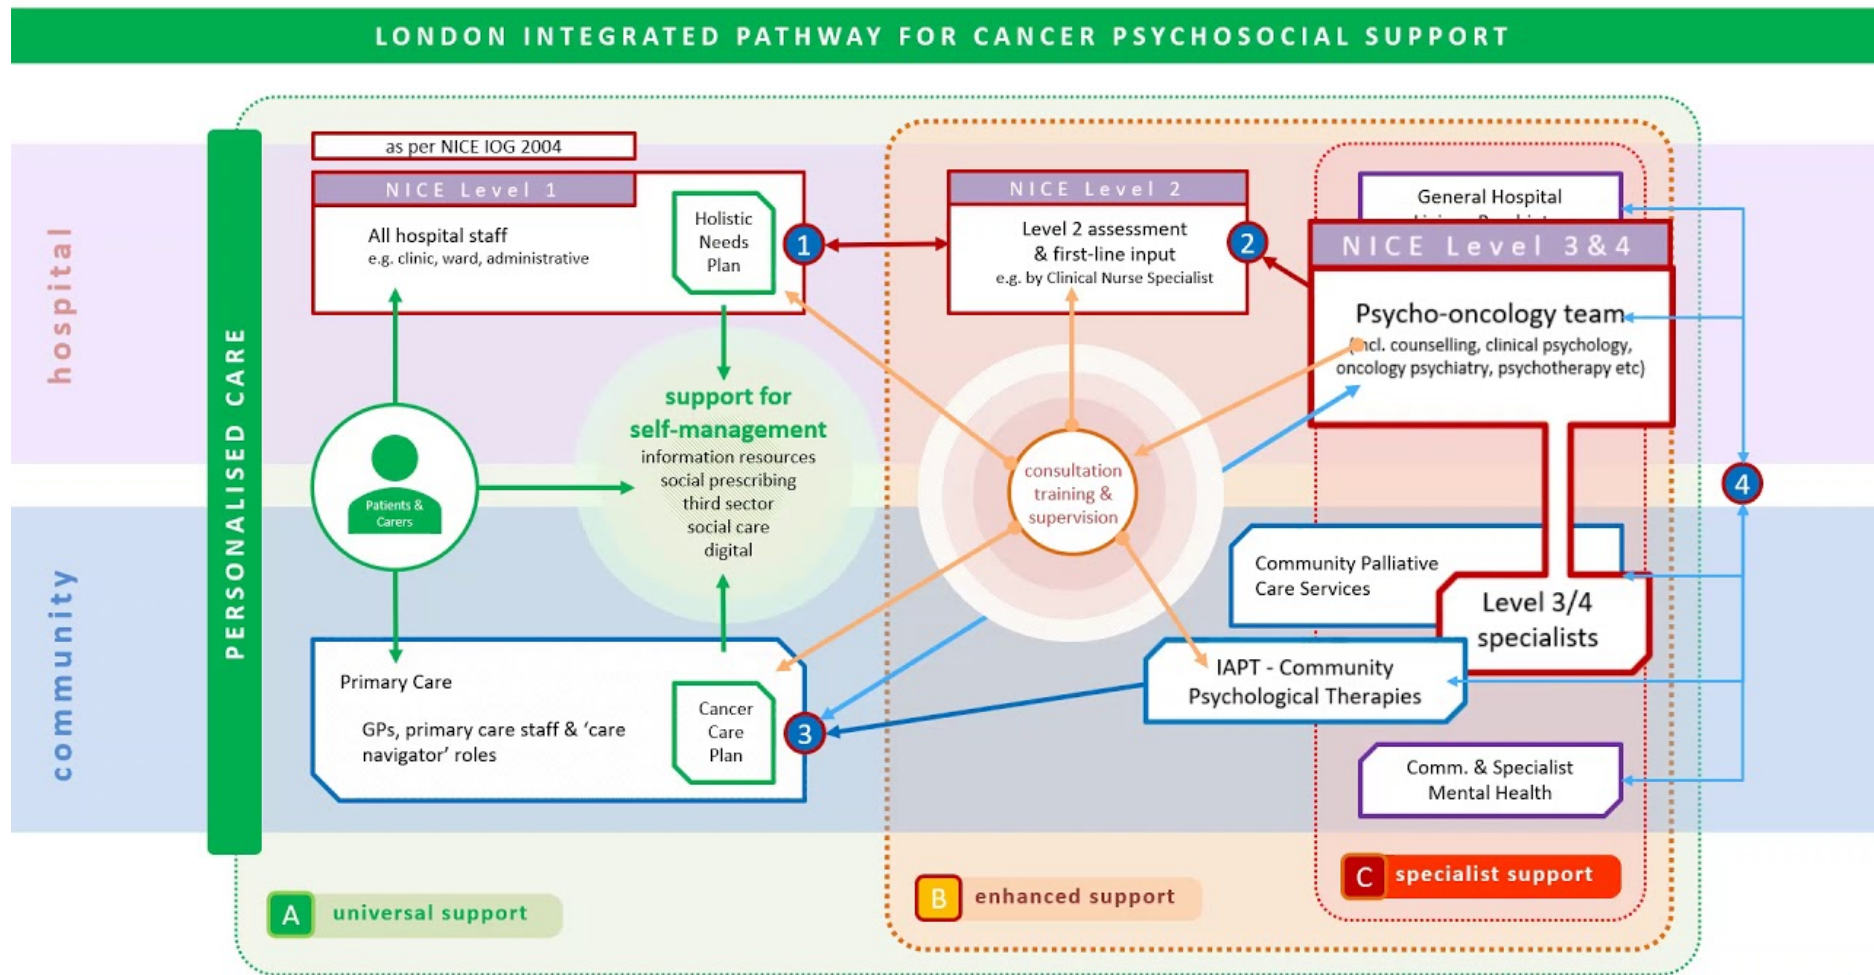 LONDON INTEGRATED PATHWAY FOR CANCER PSYCHOSOCIAL SUPPORT
hospital
community
PERSONALISED CARE
as per NICE IOG 2004
NICE Level 1
All hospital staff
e.g. clinic, ward, administrative
Holistic
Needs
Plan
1
NICE Level 2
Level 2 assessment
& first-line input
e.g. by Clinical Nurse Specialist
2
General Hospital
NICE Level 3&4
Psycho-oncology team
(incl. counselling, clinical psychology,
oncology psychiatry, psychotherapy etc)
support for
self-management
information resources
social prescribing
third sector
social care
digital
Patients &
Carers
consultation
training &
supervision
4
Community Palliative
Care Services
Level 3/4
specialists
IAPT - Community
Psychological Therapies
Primary Care
GPs, primary care staff & ‘care
navigator’ roles
Cancer
Care
Plan
3
Comm. & Specialist
Mental Health
A
universal support
B
enhanced support
C
specialist support